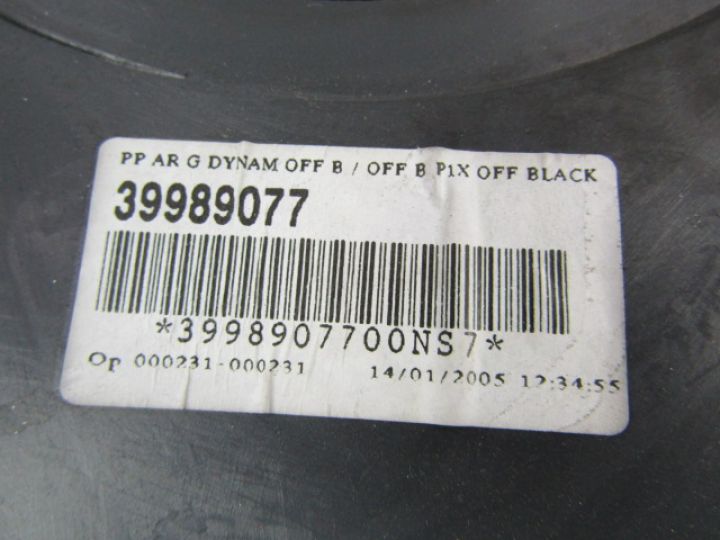 PP AR G DYNAM OFF B / OFF B P1X OFF BLACK
39989077
*3998907700NS7*
Op 000231-000231 14/01/2005 12:34:55